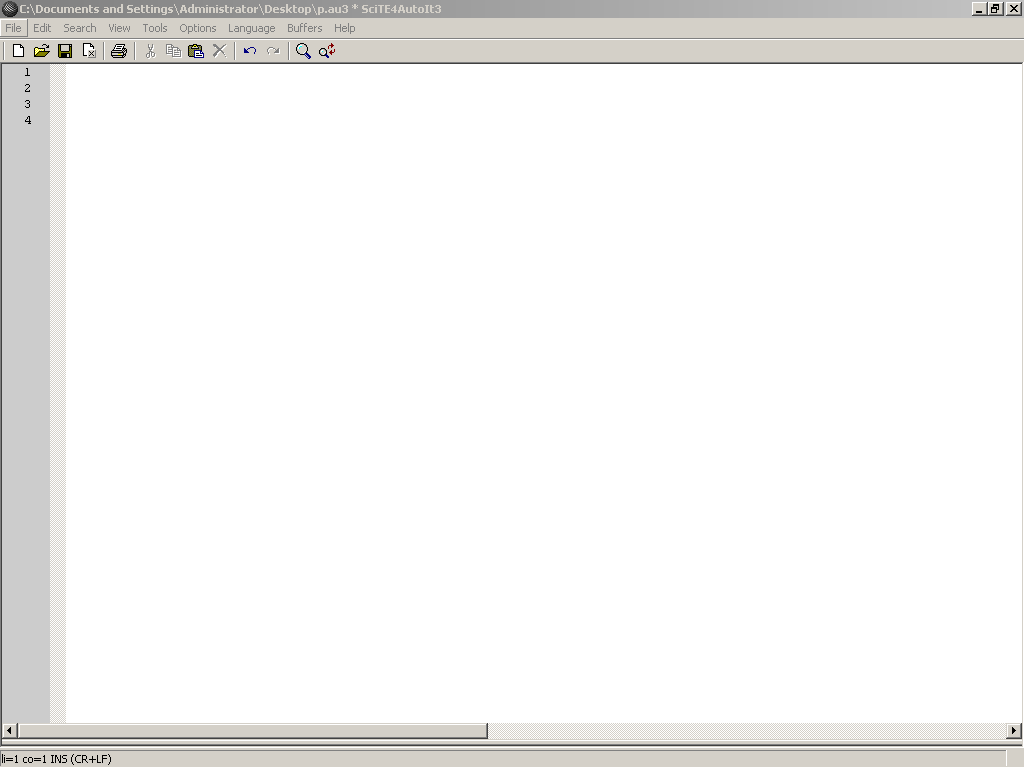 C:\Documents and Settings\Administrator\Desktop\p.au3 * SciTE4AutoIt3
File Edit Search View Tools Options Language Buffers Help
1
2
3
4
li=1 co=1 INS (CR+LF)